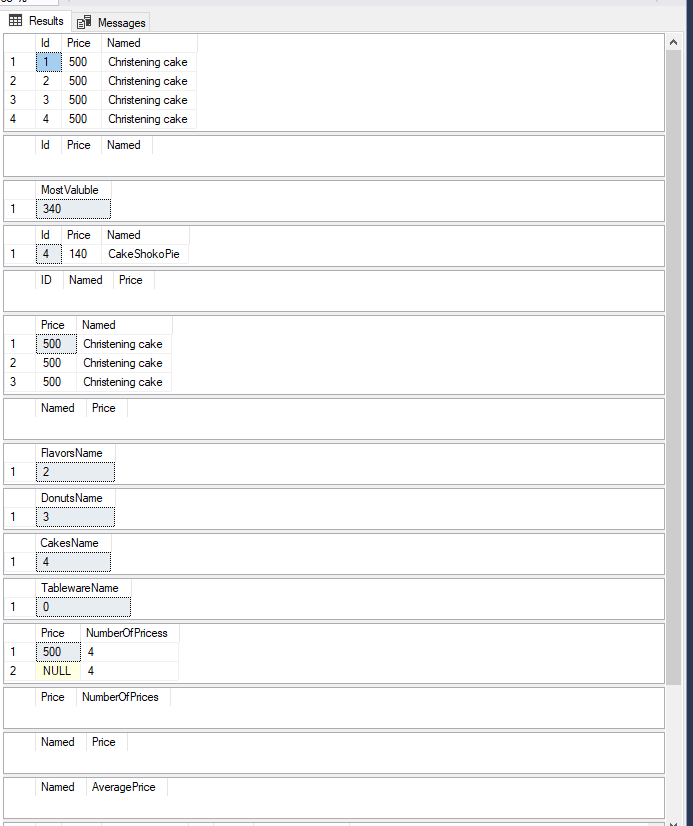 Results Messages
Id Price Named
1 1 500 Christening cake
2 2 500 Christening cake
3 3 500 Christening cake
4 4 500 Christening cake
Id Price Named
MostValuble
1 340
Id Price Named
1 4 140 CakeShokoPie
ID Named Price
Price Named
1 500 Christening cake
2 500 Christening cake
3 500 Christening cake
Named Price
FlavorsName
1 2
DonutsName
1 3
CakesName
1 4
TablewareName
1 0
Price NumberOfPricess
1 500 4
2 NULL 4
Price NumberOfPrices
Named Price
Named AveragePrice